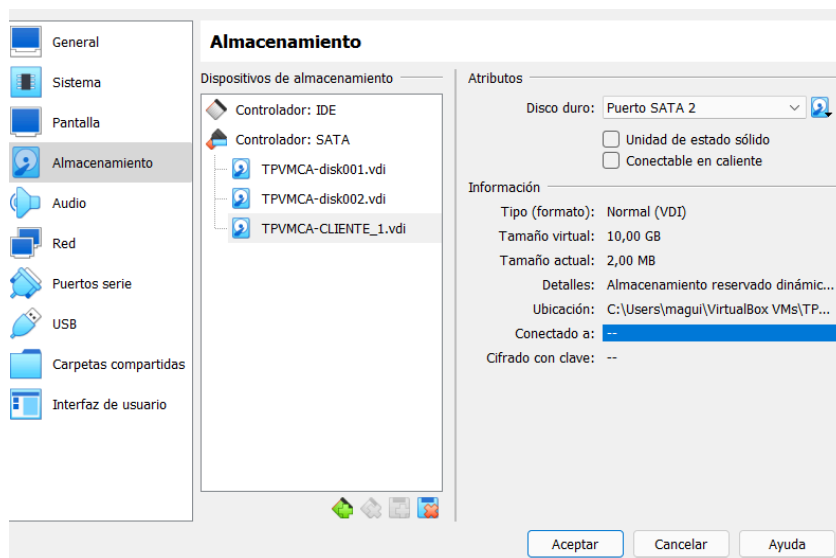 General
Sistema
Pantalla
Almacenamiento
Audio
Red
Puertos serie
USB
Carpetas compartidas
Interfaz de usuario
Almacenamiento
Dispositivos de almacenamiento
Controlador: IDE
Controlador: SATA
TPVMCA-disk001.vdi
TPVMCA-disk002.vdi
TPVMCA-CLIENTE_1.vdi
Atributos
Disco duro: Puerto SATA 2
Unidad de estado sólido
Conectable en caliente
Información
Tipo (formato): Normal (VDI)
Tamaño virtual: 10,00 GB
Tamaño actual: 2,00 MB
Detalles: Almacenamiento reservado dinámic...
Ubicación: C:\Users\magui\VirtualBox VMs\TP...
Conectado a: --
Cifrado con clave: --
Aceptar Cancelar Ayuda